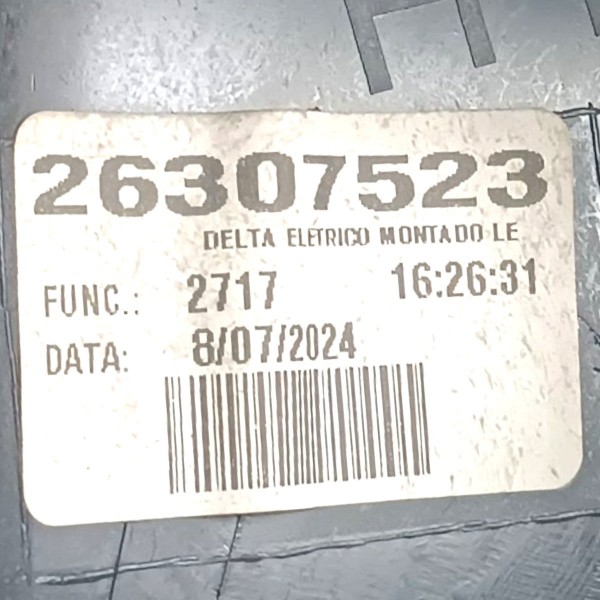 26307523
DELTA ELETRICO MONTADO LE
FUNC.: 2717 16:26:31
DATA: 8/07/2024